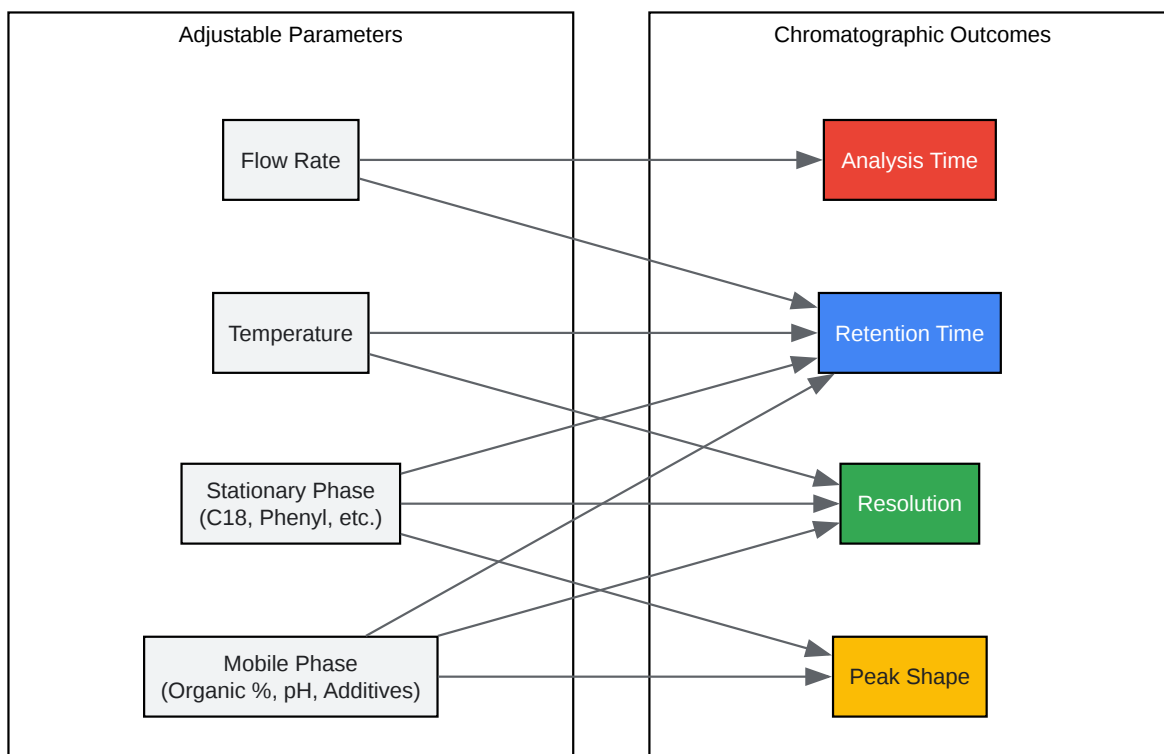 Adjustable Parameters
Chromatographic Outcomes
Flow Rate
Analysis Time
Temperature
Retention Time
Stationary Phase
(C18, Phenyl, etc.)
Resolution
Mobile Phase
(Organic %, pH, Additives)
Peak Shape